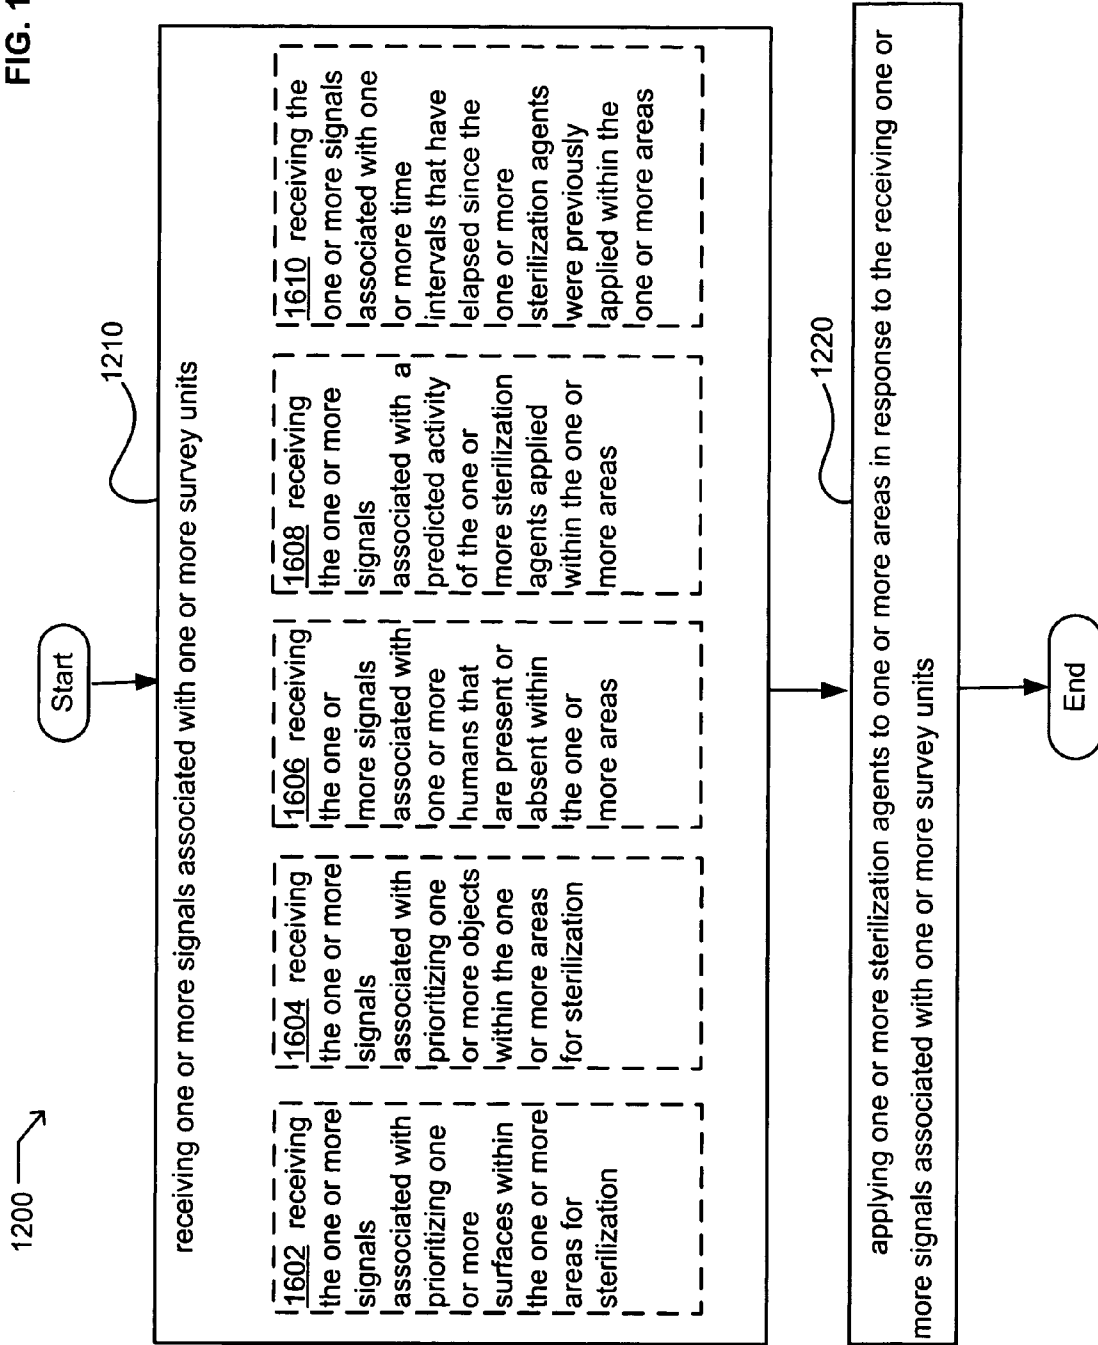 FIG. 1
1200
Start
1210
receiving one or more signals associated with one or more survey units
1602 receiving
the one or more
signals
associated with
prioritizing one
or more
surfaces within
the one or more
areas for
sterilization
1604 receiving
the one or more
signals
associated with
prioritizing one
or more objects
within the one
or more areas
for sterilization
1606 receiving
the one or
more signals
associated with
one or more
humans that
are present or
absent within
the one or
more areas
1608 receiving
the one or more
signals
associated with a
predicted activity
of the one or
more sterilization
agents applied
within the one or
more areas
1610 receiving the
one or more signals
associated with one
or more time
intervals that have
elapsed since the
one or more
sterilization agents
were previously
applied within the
one or more areas
1220
applying one or more sterilization agents to one or more areas in response to the receiving one or
more signals associated with one or more survey units
End